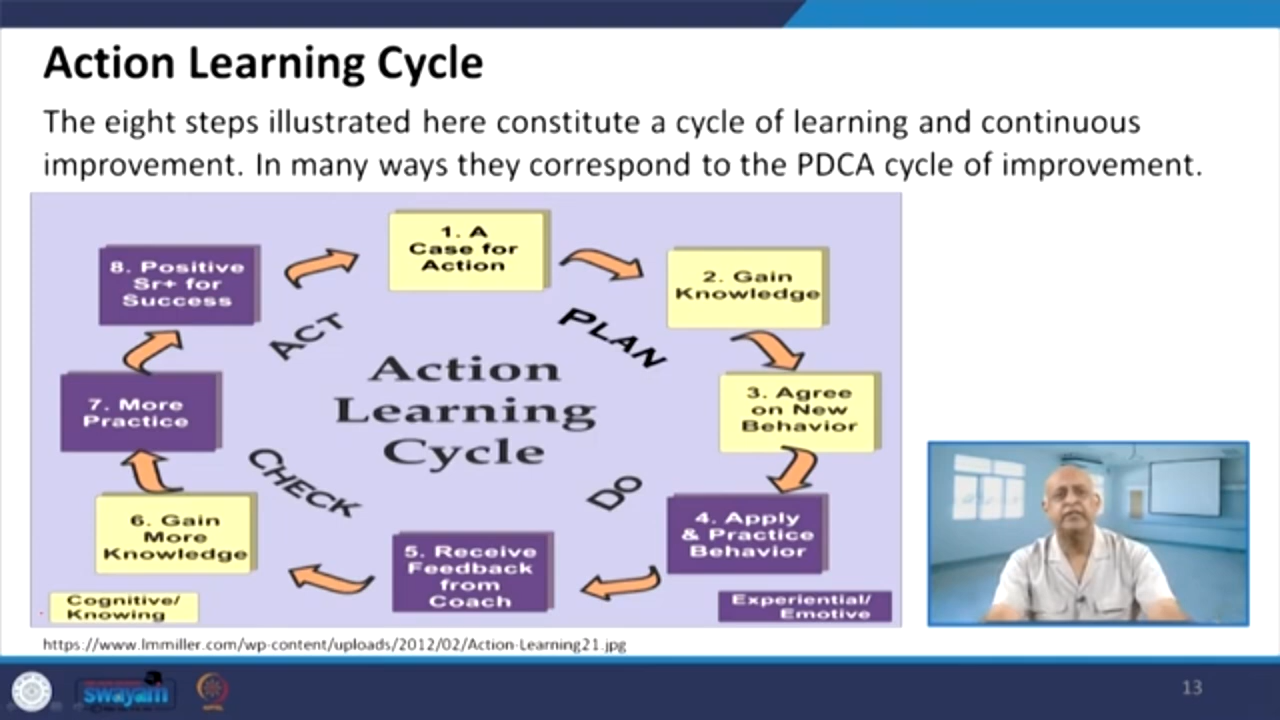 Action Learning Cycle
The eight steps illustrated here constitute a cycle of learning and continuous
improvement. In many ways they correspond to the PDCA cycle of improvement.
1. A
Case for
Action
2. Gain
Knowledge
3. Agree
on New
Behavior
4. Apply
& Practice
Behavior
5. Receive
Feedback
from
Coach
6. Gain
More
Knowledge
7. More
Practice
8. Positive
Sr+ for
Success
PLAN
DO
CHECK
ACT
Action
Learning
Cycle
Cognitive/
Knowing
Experiential/
Emotive
https://www.lmmiller.com/wp-content/uploads/2012/02/Action-Learning21.jpg
swayam
13